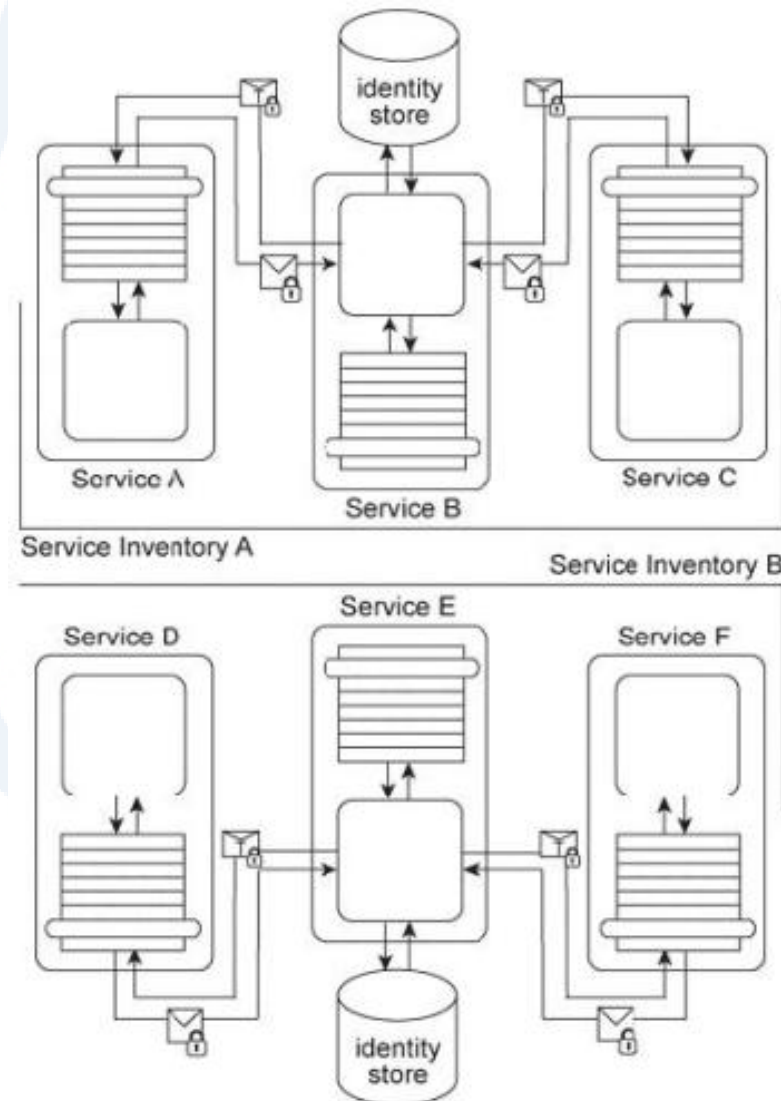 identity
store
Service A
Service B
Service C
Service Inventory A
Service Inventory B
Service E
Service D
Service F
identity
store